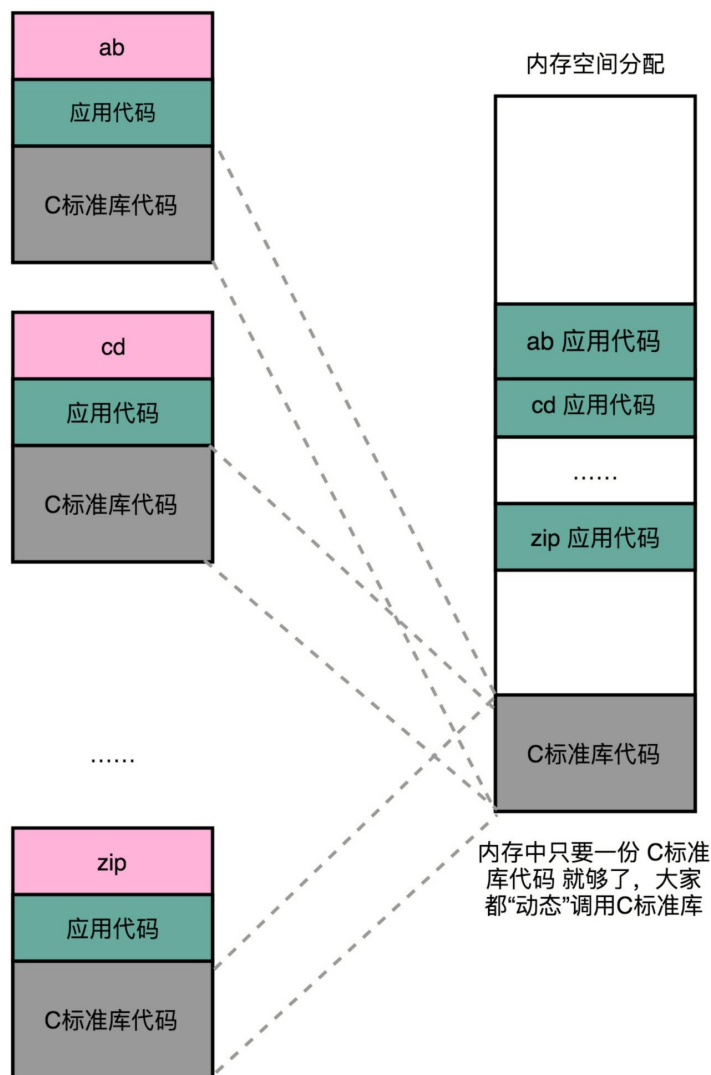 ab
应用代码
C标准库代码
cd
应用代码
C标准库代码
……
zip
应用代码
C标准库代码
内存空间分配
ab 应用代码
cd 应用代码
……
zip 应用代码
C标准库代码
内存中只要一份 C标准
库代码 就够了，大家
都“动态”调用C标准库